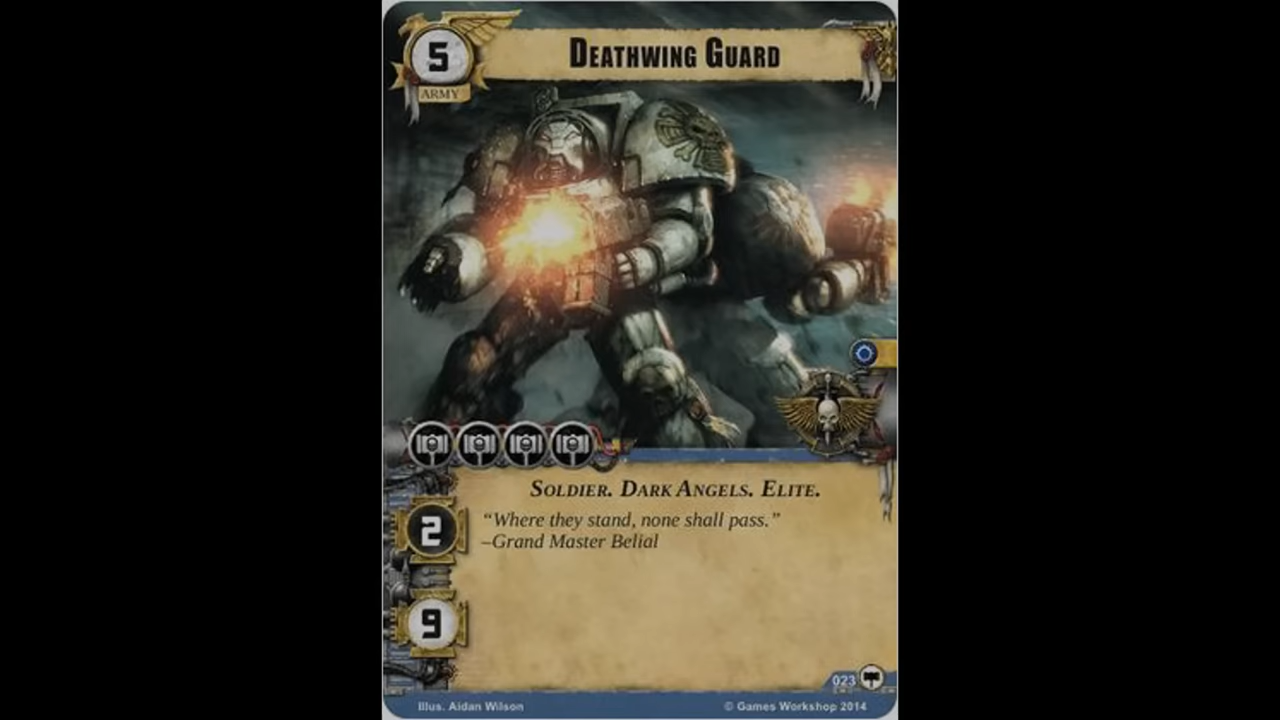 5
DEATHWING GUARD
ARMY
SOLDIER. DARK ANGELS. ELITE.
2
“Where they stand, none shall pass.”
–Grand Master Belial
9
023
Illus. Aidan Wilson
© Games Workshop 2014